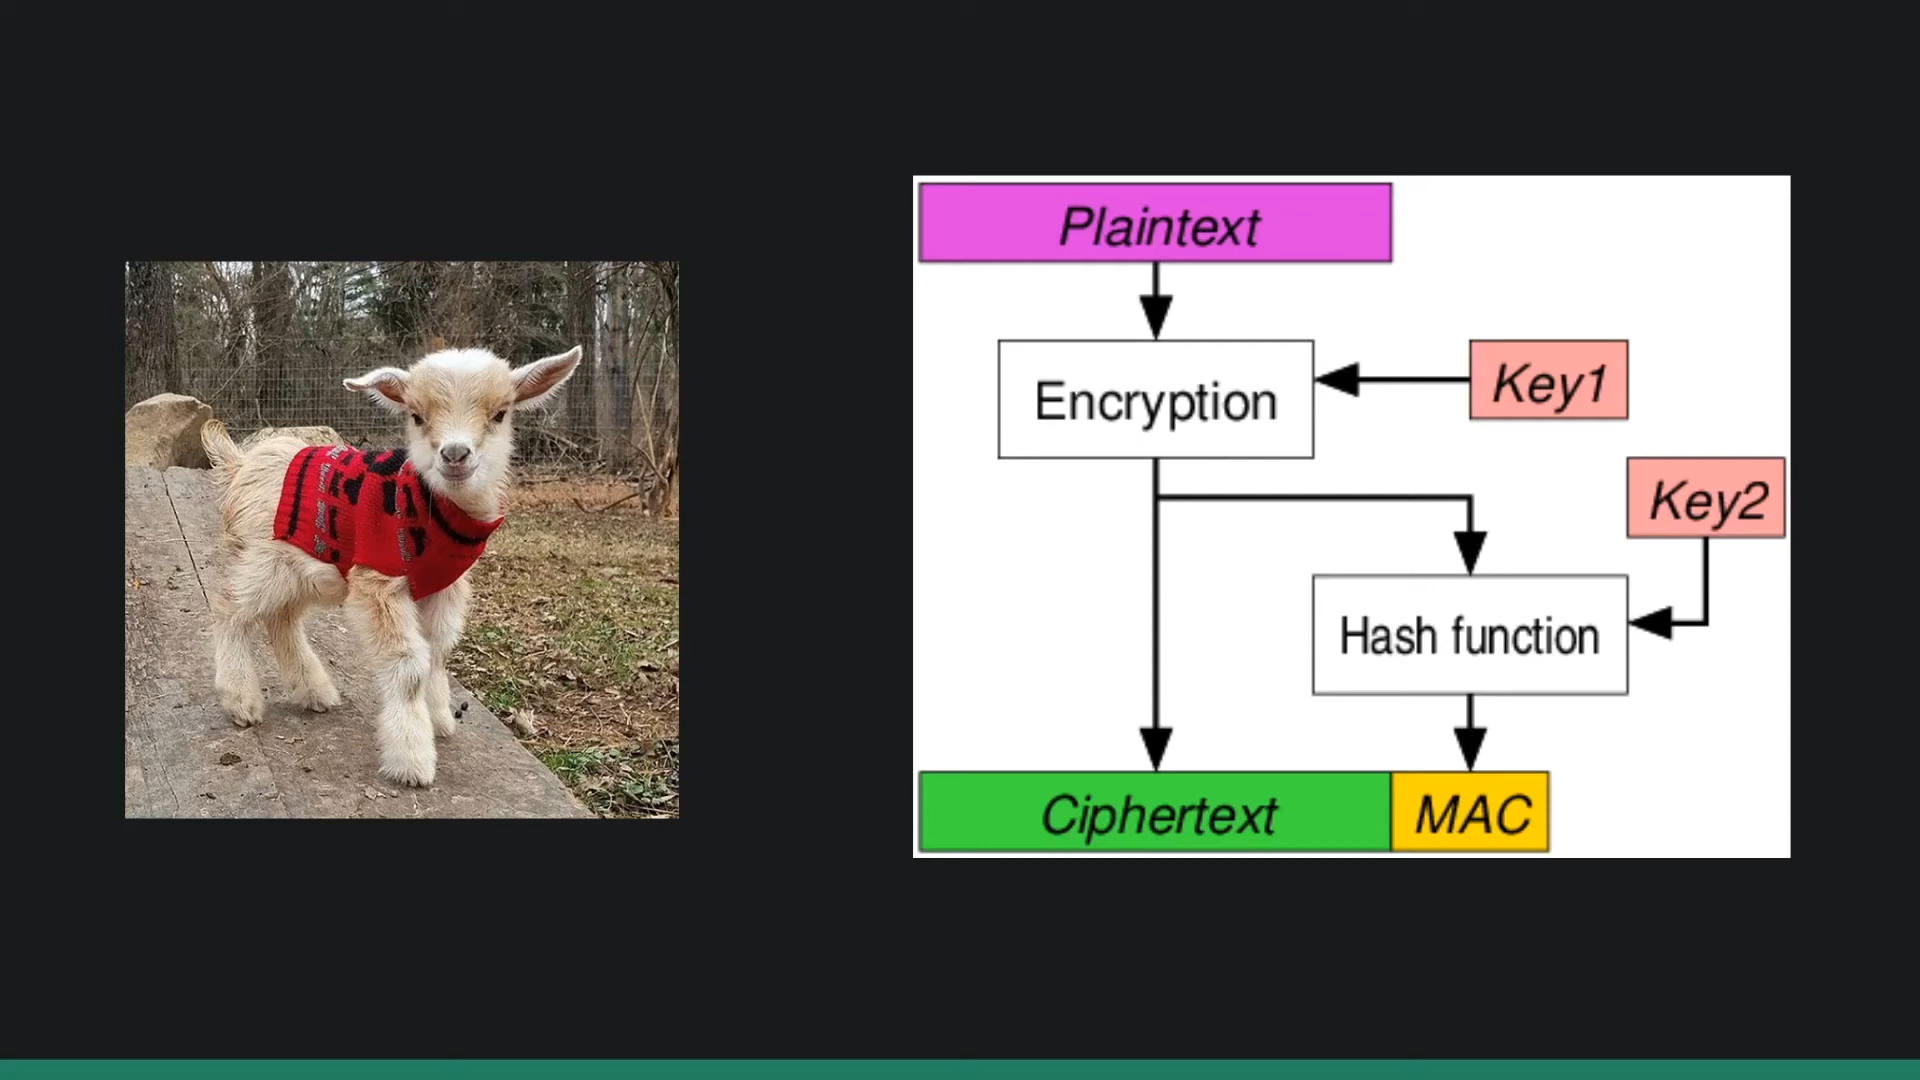 Plaintext
Encryption
Key1
Key2
Hash function
Ciphertext
MAC